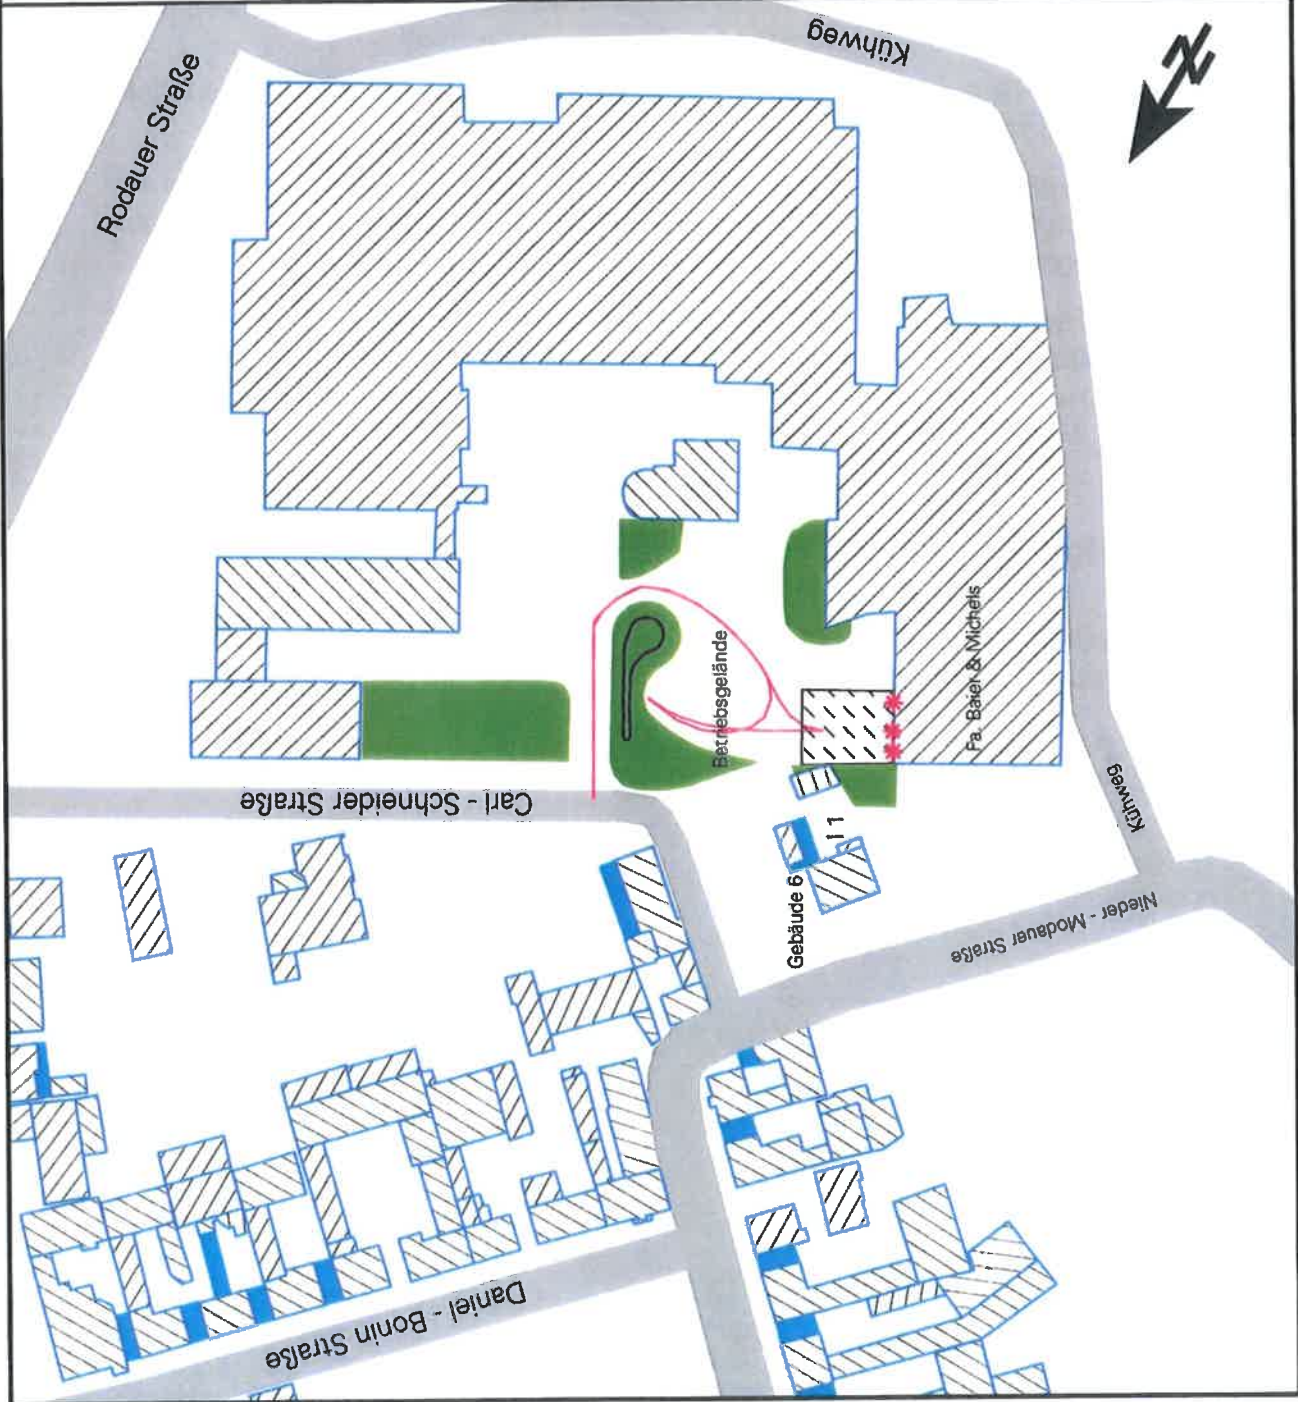 Kühweg
Rodauer Straße
N
Carl - Schneider Straße
Betriebsgelände
Fa. Baier & Michels
Kühweg
I 1
Gebäude 6
Nieder - Modauer Straße
Daniel - Bonin Straße